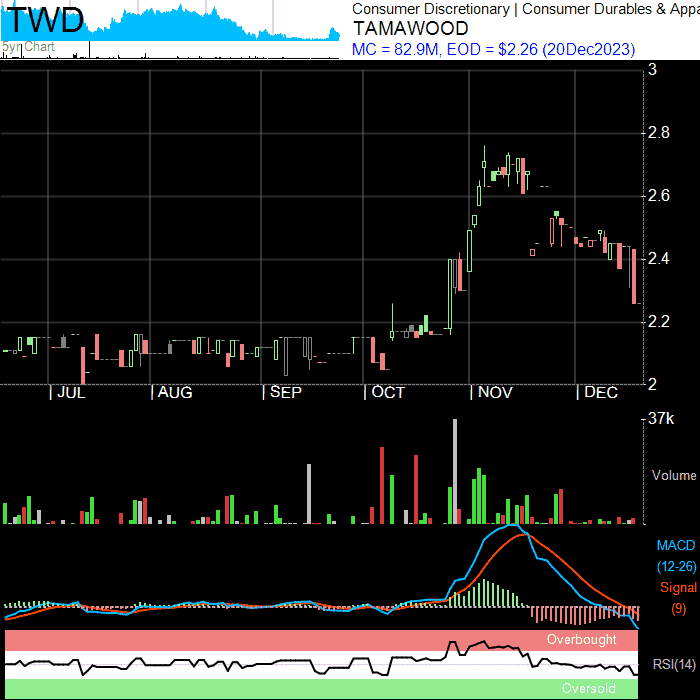 TWD
5yr Chart
Consumer Discretionary | Consumer Durables & Appa
TAMAWOOD
MC = 82.9M, EOD = $2.26 (20Dec2023)
3
2.8
2.6
2.4
2.2
2
| JUL | AUG | SEP | OCT | NOV | DEC
37k
Volume
MACD
(12-26)
Signal
(9)
Overbought
RSI(14)
Oversold